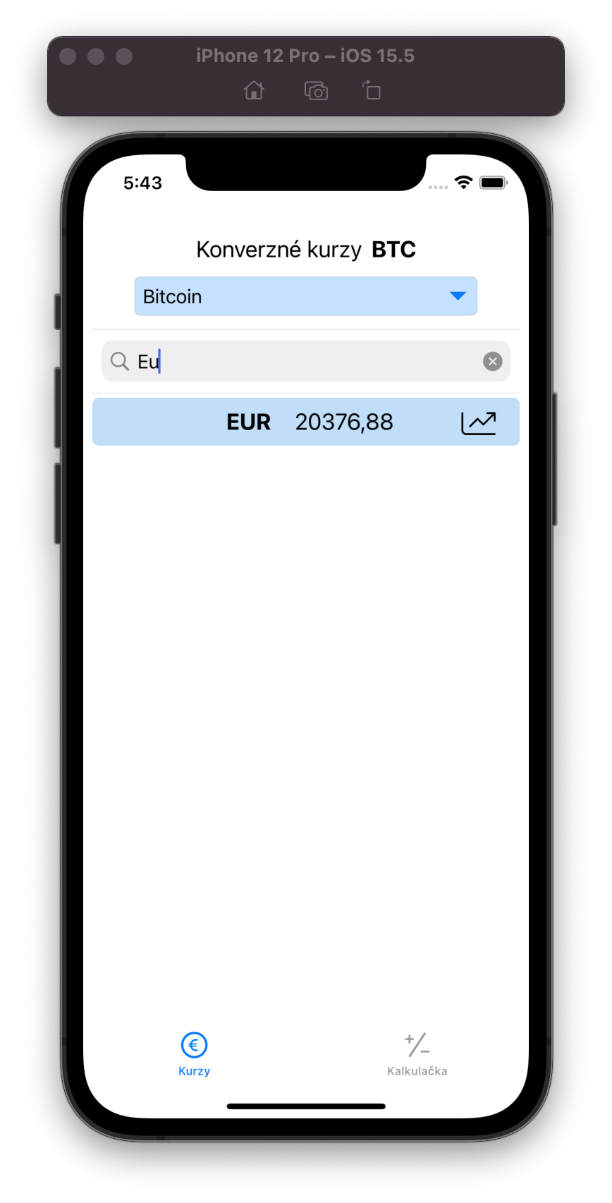 iPhone 12 Pro – iOS 15.5
5:43
Konverzné kurzy BTC
Bitcoin
Eu
EUR 20376,88
Kurzy Kalkulačka